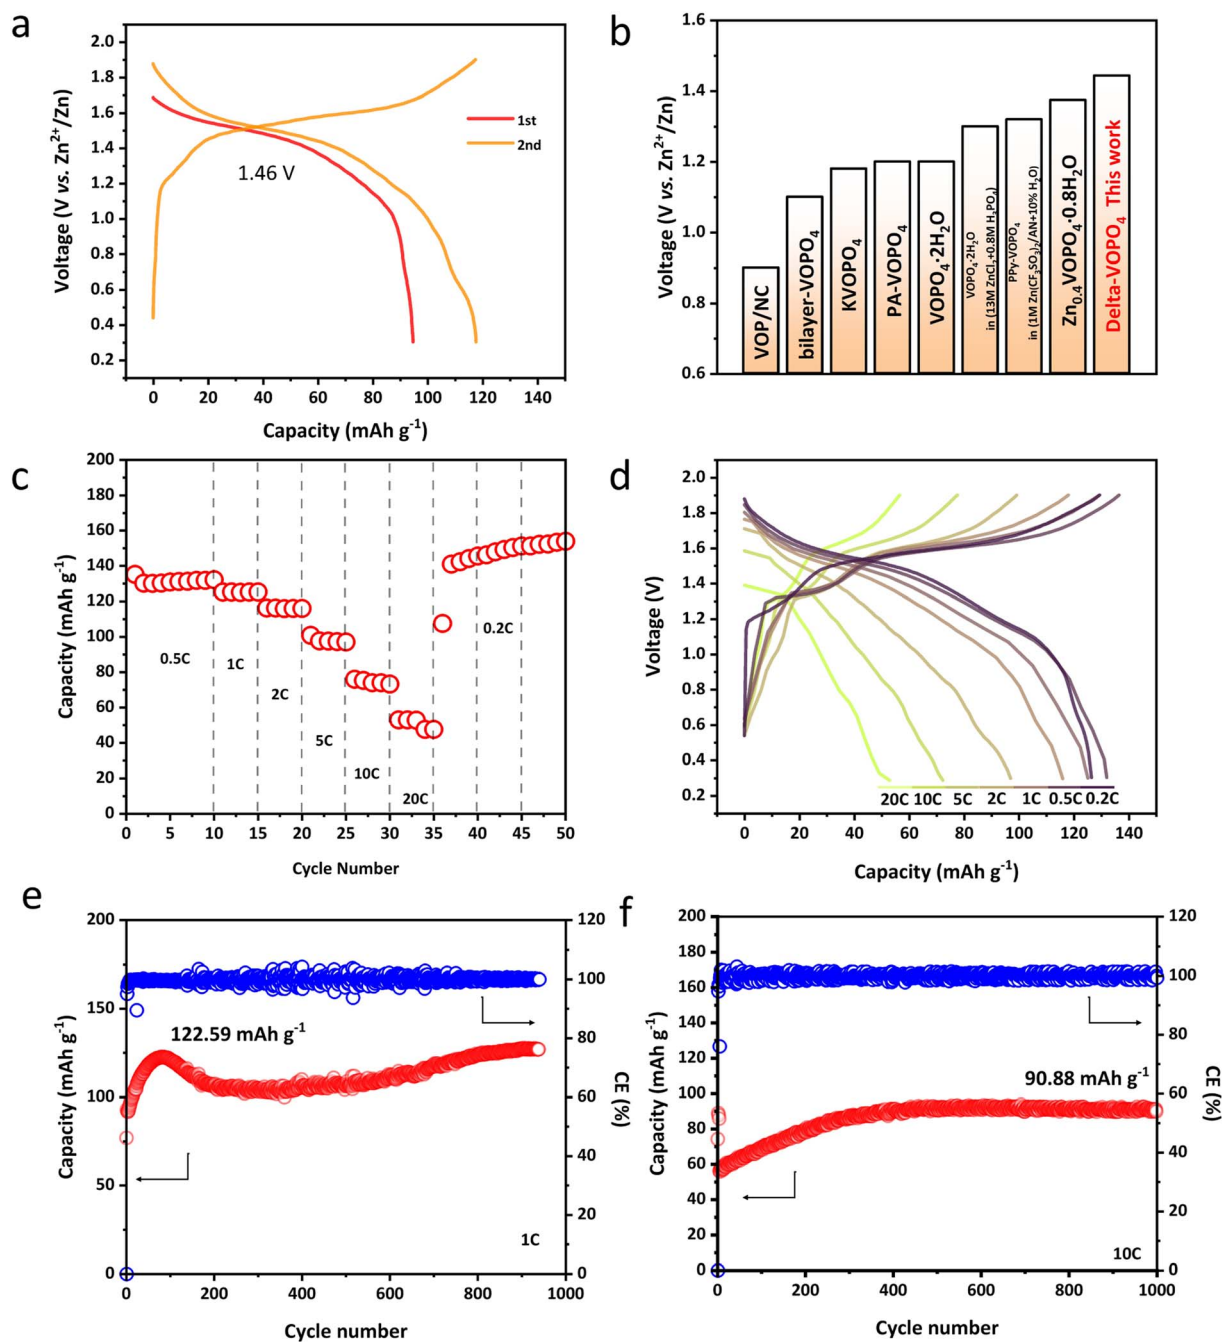 a
2.0
1.8
1.6
1.4
1.2
1.0
0.8
0.6
0.4
0.2
Voltage (V vs. Zn²⁺/Zn)
1st
2nd
1.46 V
0 20 40 60 80 100 120 140
Capacity (mAh g⁻¹)
b
1.6
1.4
1.2
1.0
0.8
0.6
Voltage (V vs. Zn²⁺/Zn)
VOP/NC
bilayer-VOPO₄
KVOPO₄
PA-VOPO₄
VOPO₄·2H₂O
VOPO₄·2H₂O
in (13M ZnCl₂+0.8M H₃PO₄)
PPy-VOPO₄
in (1M Zn(CF₃SO₃)₂/AN+10% H₂O)
Zn₀.₄VOPO₄·0.8H₂O
Delta-VOPO₄ This work
c
200
180
160
140
120
100
80
60
40
20
0
Capacity (mAh g⁻¹)
0.5C
1C
2C
5C
10C
20C
0.2C
0 5 10 15 20 25 30 35 40 45 50
Cycle Number
d
2.0
1.8
1.6
1.4
1.2
1.0
0.8
0.6
0.4
0.2
Voltage (V)
20C 10C 5C 2C 1C 0.5C 0.2C
0 20 40 60 80 100 120 140
Capacity (mAh g⁻¹)
e
200
150
100
50
0
Capacity (mAh g⁻¹)
122.59 mAh g⁻¹
1C
120
100
80
60
40
20
0
CE (%)
0 200 400 600 800 1000
Cycle number
f
200
180
160
140
120
100
80
60
40
20
0
Capacity (mAh g⁻¹)
90.88 mAh g⁻¹
10C
120
100
80
60
40
20
0
CE (%)
0 200 400 600 800 1000
Cycle number